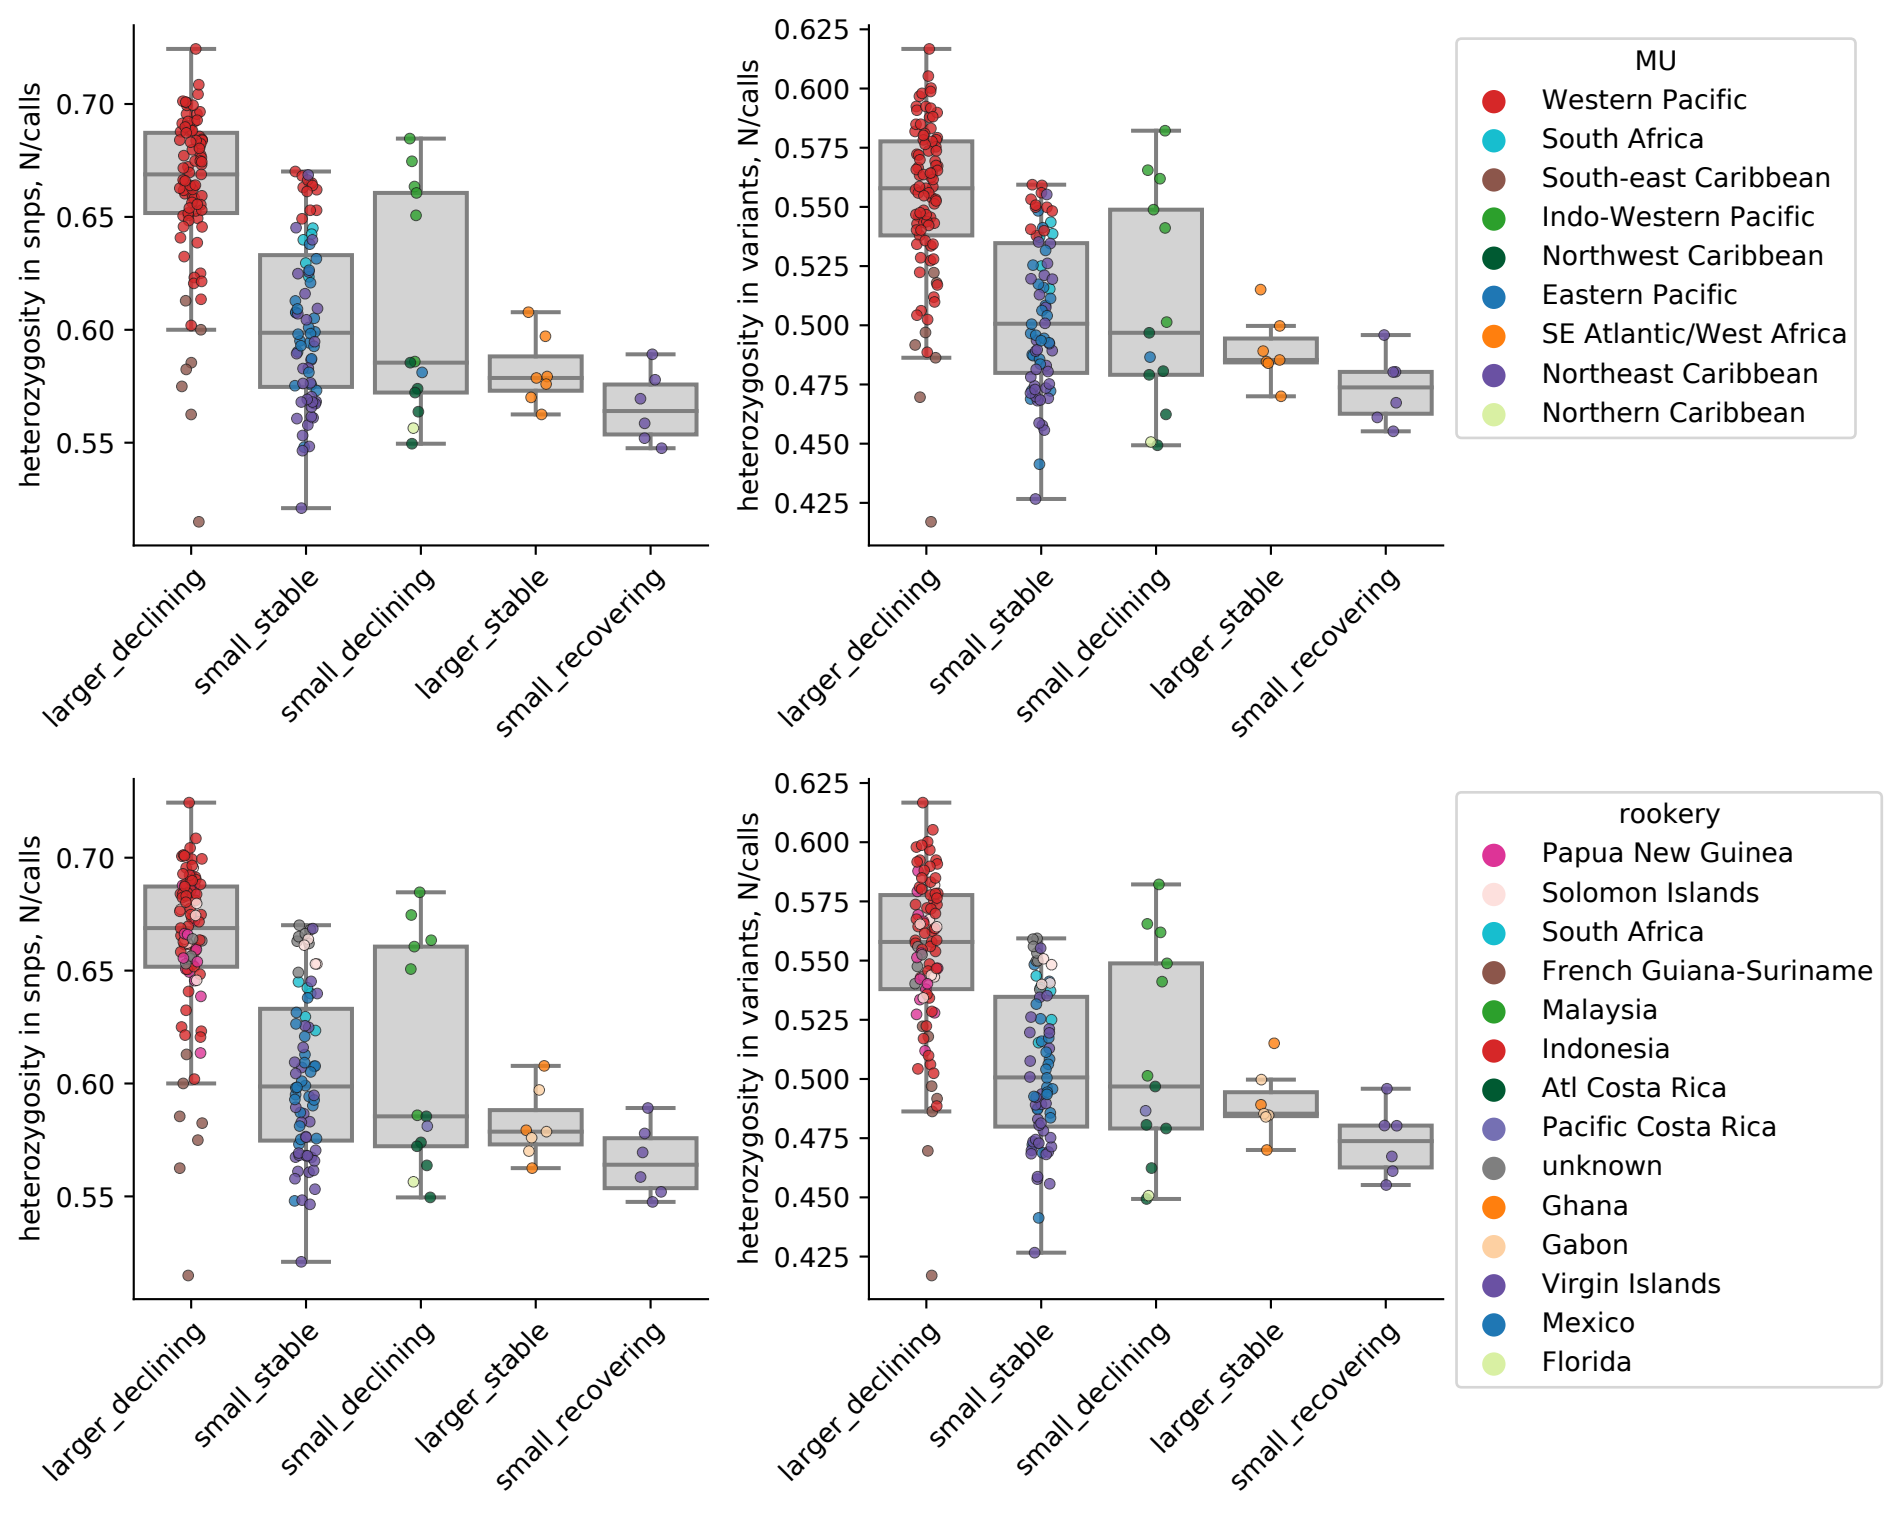 heterozygosity in snps, N/calls
0.70
0.65
0.60
0.55
larger_declining
small_stable
small_declining
larger_stable
small_recovering
heterozygosity in variants, N/calls
0.625
0.600
0.575
0.550
0.525
0.500
0.475
0.450
0.425
larger_declining
small_stable
small_declining
larger_stable
small_recovering
MU
Western Pacific
South Africa
South-east Caribbean
Indo-Western Pacific
Northwest Caribbean
Eastern Pacific
SE Atlantic/West Africa
Northeast Caribbean
Northern Caribbean
heterozygosity in snps, N/calls
0.70
0.65
0.60
0.55
larger_declining
small_stable
small_declining
larger_stable
small_recovering
heterozygosity in variants, N/calls
0.625
0.600
0.575
0.550
0.525
0.500
0.475
0.450
0.425
larger_declining
small_stable
small_declining
larger_stable
small_recovering
rookery
Papua New Guinea
Solomon Islands
South Africa
French Guiana-Suriname
Malaysia
Indonesia
Atl Costa Rica
Pacific Costa Rica
unknown
Ghana
Gabon
Virgin Islands
Mexico
Florida